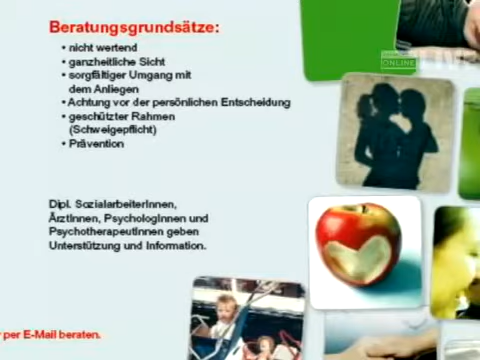 Beratungsgrundsätze:
• nicht wertend
• ganzheitliche Sicht
• sorgfältiger Umgang mit
dem Anliegen
• Achtung vor der persönlichen Entscheidung
• geschützter Rahmen
(Schweigepflicht)
• Prävention
Dipl. SozialarbeiterInnen,
ÄrztInnen, PsychologInnen und
PsychotherapeutInnen geben
Unterstützung und Information.
per E-Mail beraten.
ONLINE
LIVE